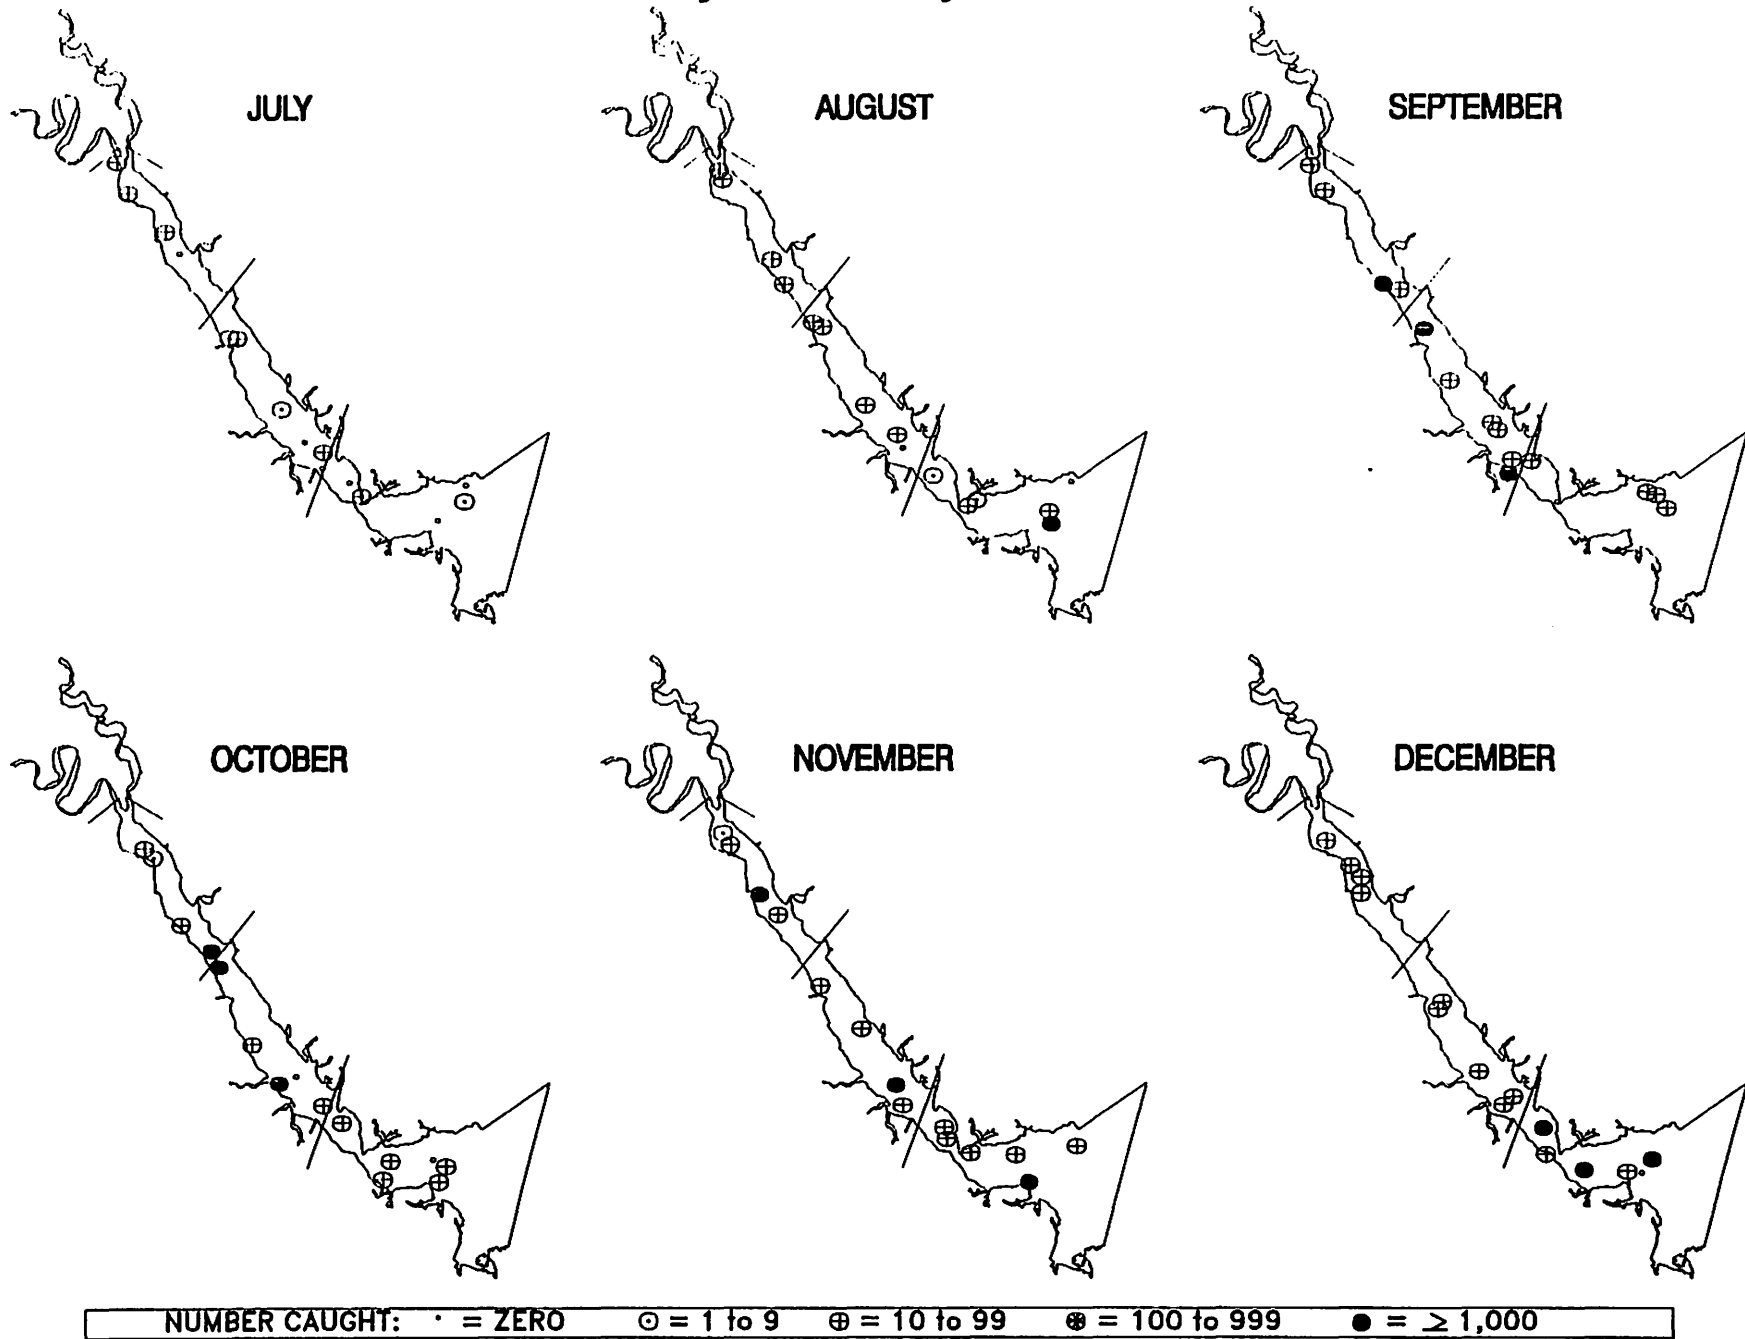 JULY
AUGUST
SEPTEMBER
OCTOBER
NOVEMBER
DECEMBER
NUMBER CAUGHT: · = ZERO ⊙ = 1 to 9 ⊕ = 10 to 99 ⊛ = 100 to 999 ● = ≥ 1,000